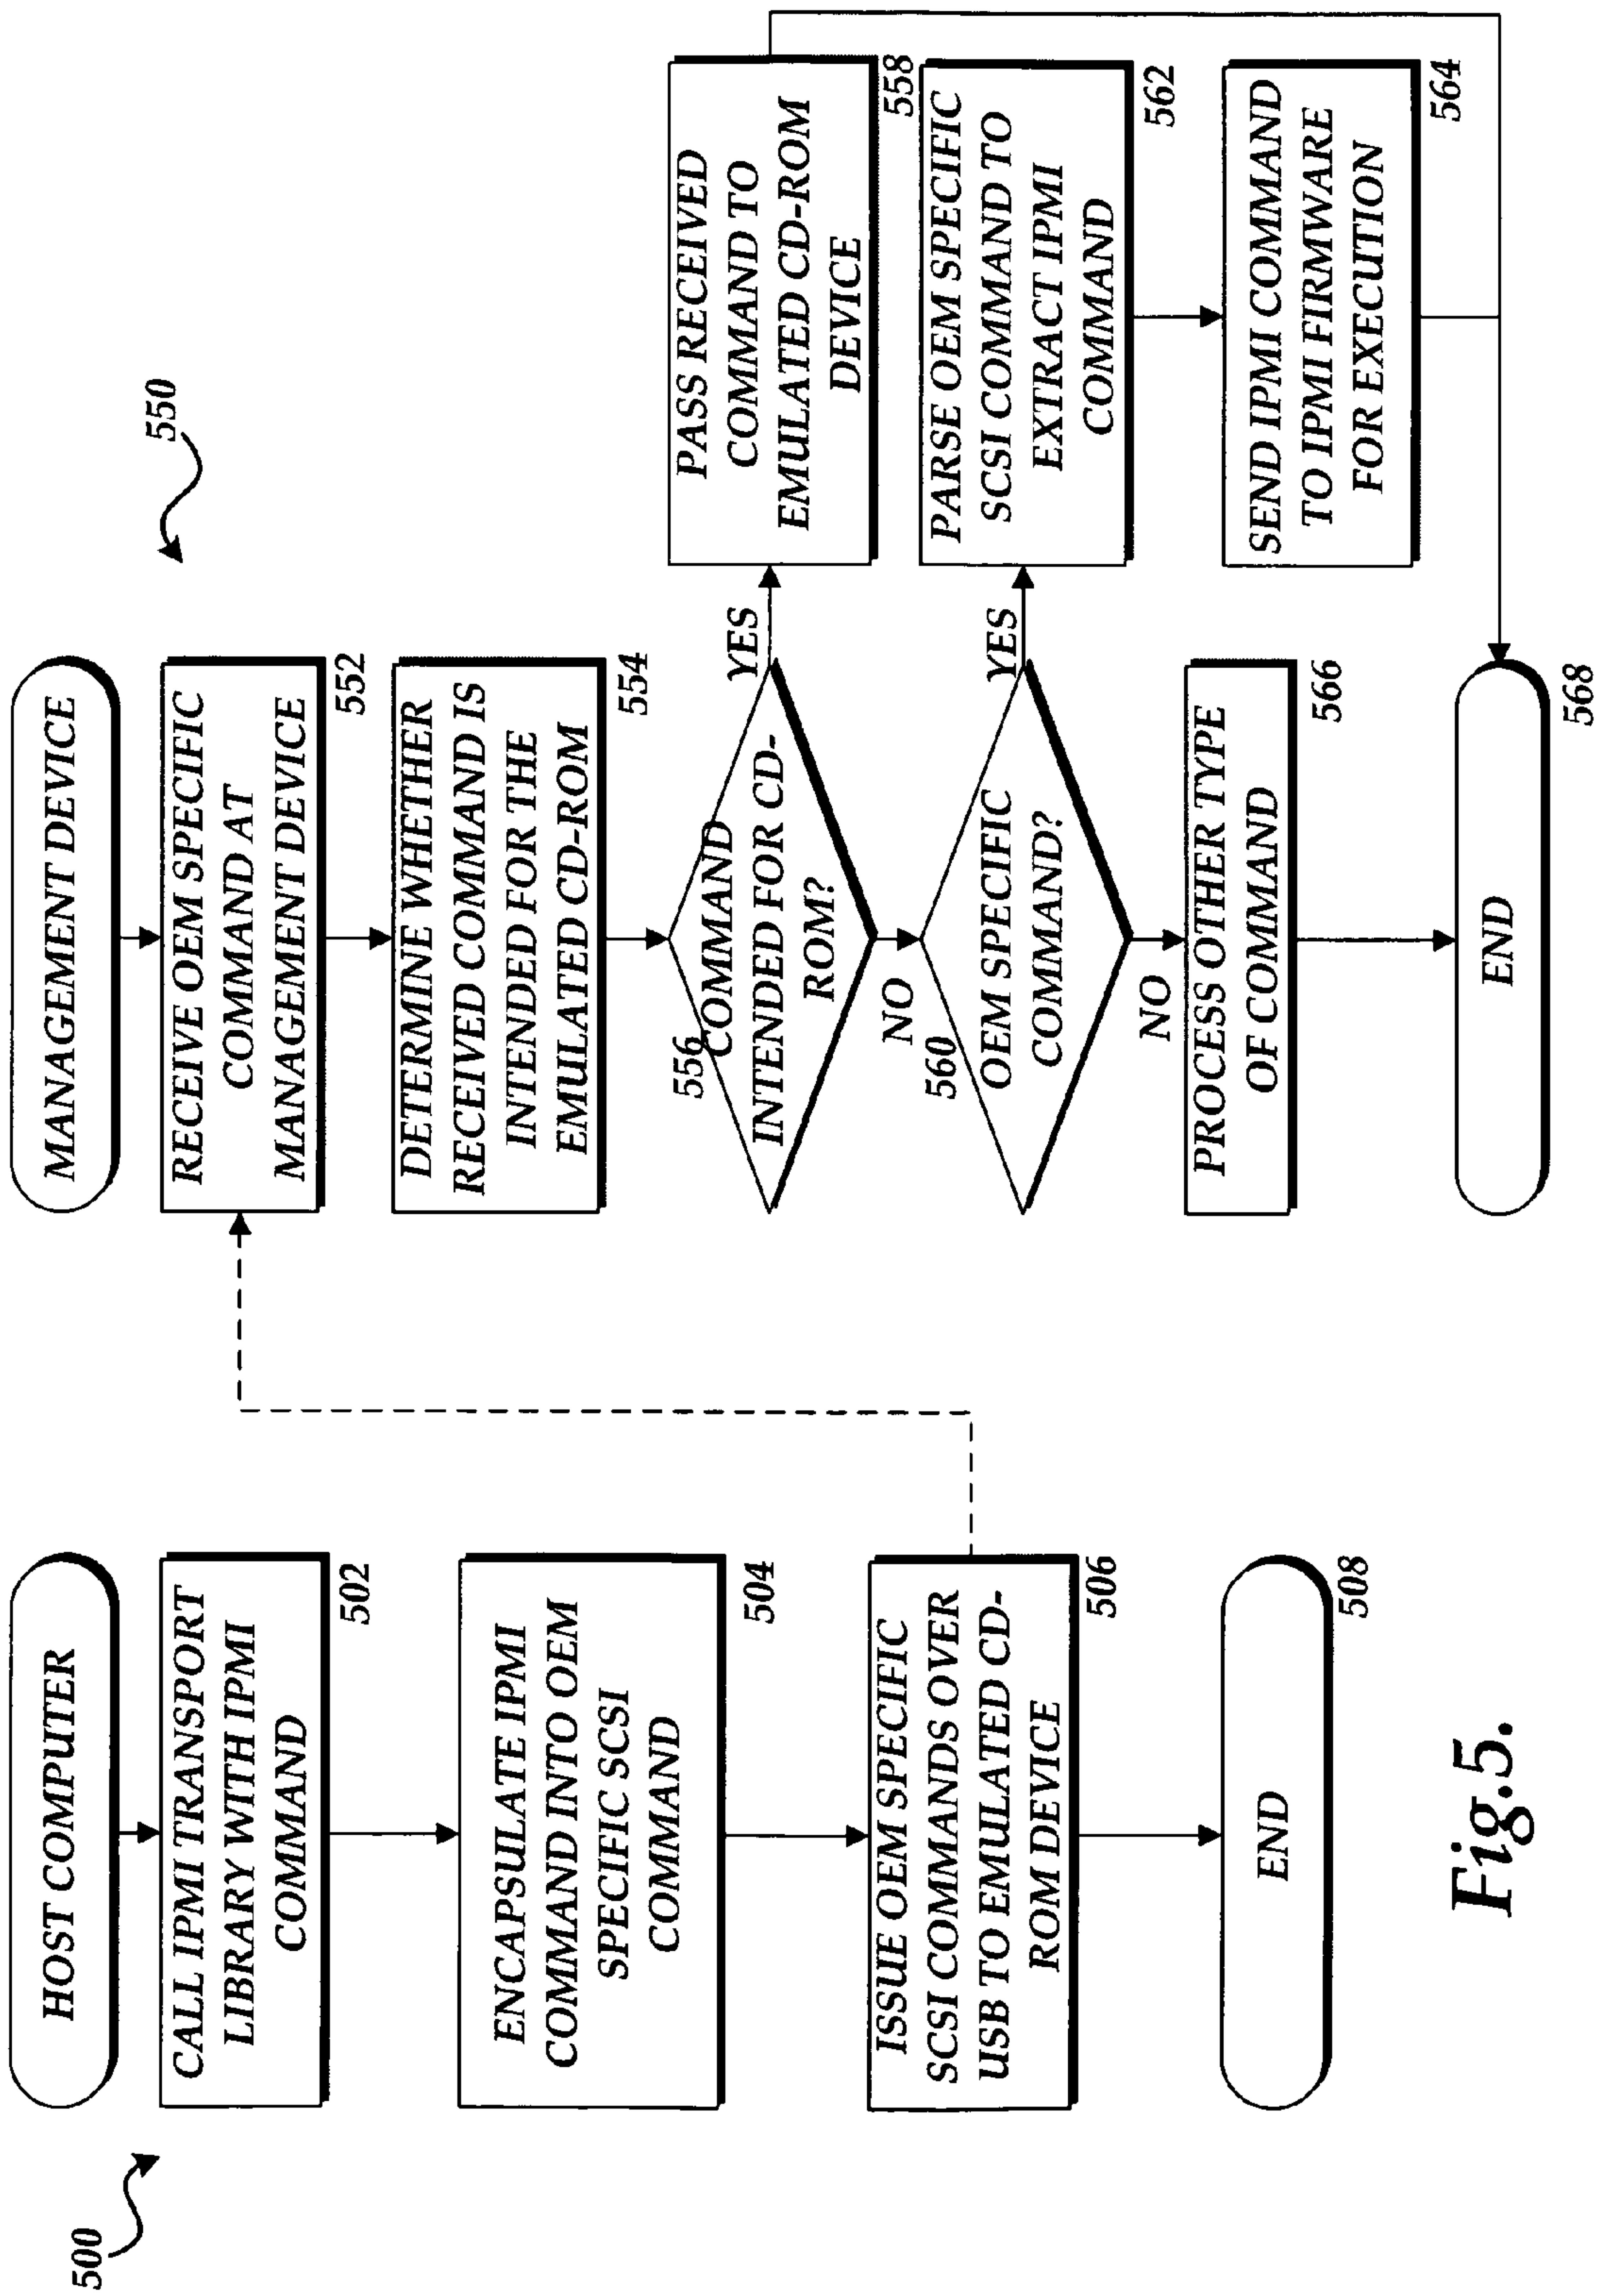 500
HOST COMPUTER
CALL IPMI TRANSPORT
LIBRARY WITH IPMI
COMMAND
502
ENCAPSULATE IPMI
COMMAND INTO OEM
SPECIFIC SCSI
COMMAND
504
ISSUE OEM SPECIFIC
SCSI COMMANDS OVER
USB TO EMULATED CD-
ROM DEVICE
506
END
508
550
MANAGEMENT DEVICE
RECEIVE OEM SPECIFIC
COMMAND AT
MANAGEMENT DEVICE
552
DETERMINE WHETHER
RECEIVED COMMAND IS
INTENDED FOR THE
EMULATED CD-ROM
554
556
COMMAND
INTENDED FOR CD-
ROM?
YES
NO
PASS RECEIVED
COMMAND TO
EMULATED CD-ROM
DEVICE
558
560
OEM SPECIFIC
COMMAND?
YES
NO
PARSE OEM SPECIFIC
SCSI COMMAND TO
EXTRACT IPMI
COMMAND
562
SEND IPMI COMMAND
TO IPMI FIRMWARE
FOR EXECUTION
564
PROCESS OTHER TYPE
OF COMMAND
566
END
568
Fig.5.